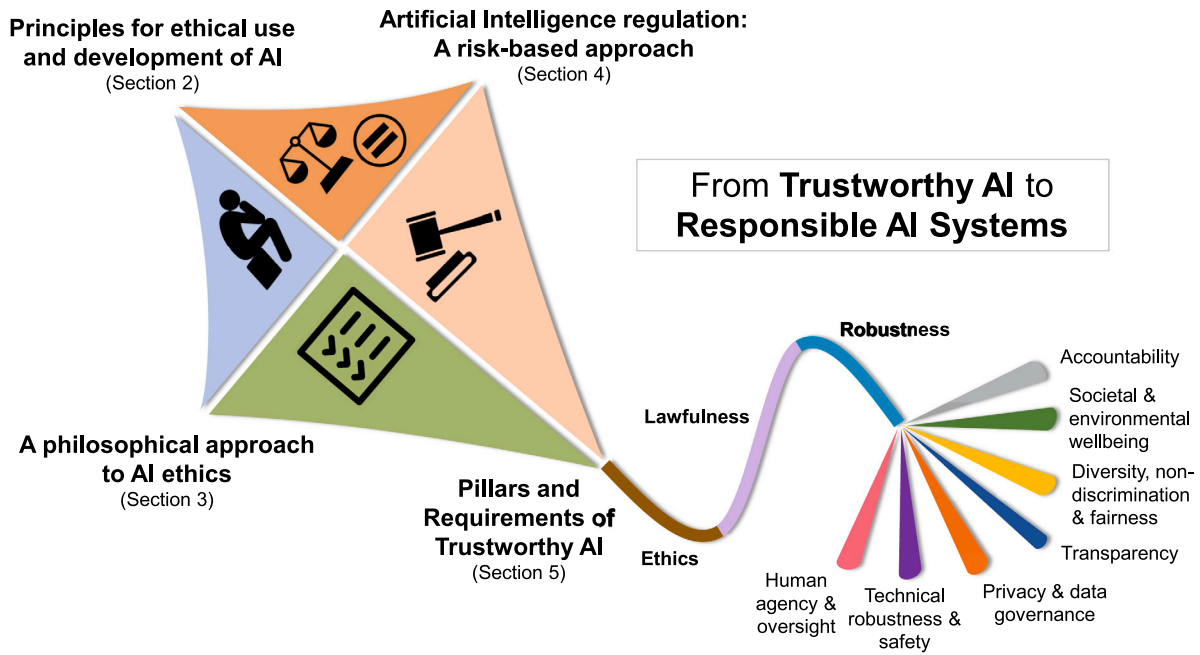 Principles for ethical use
and development of AI
(Section 2)
Artificial Intelligence regulation:
A risk-based approach
(Section 4)
From Trustworthy AI to
Responsible AI Systems
A philosophical approach
to AI ethics
(Section 3)
Pillars and
Requirements of
Trustworthy AI
(Section 5)
Ethics
Lawfulness
Robustness
Accountability
Societal &
environmental
wellbeing
Diversity, non-
discrimination
& fairness
Transparency
Privacy & data
governance
Technical
robustness &
safety
Human
agency &
oversight